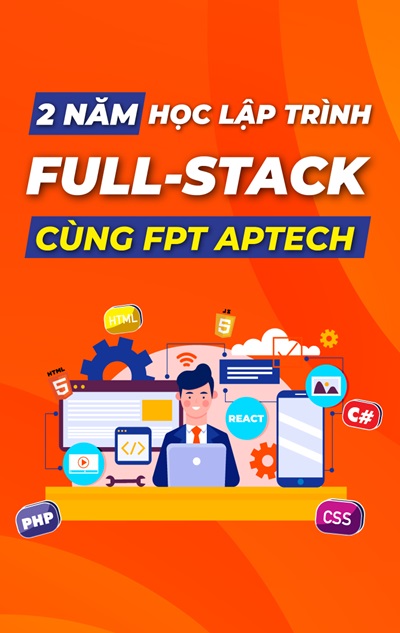 2 NĂM HỌC LẬP TRÌNH
FULL-STACK
CÙNG FPT APTECH
HTML
JS
5
HTML
5
REACT
C#
</>
PHP
CSS